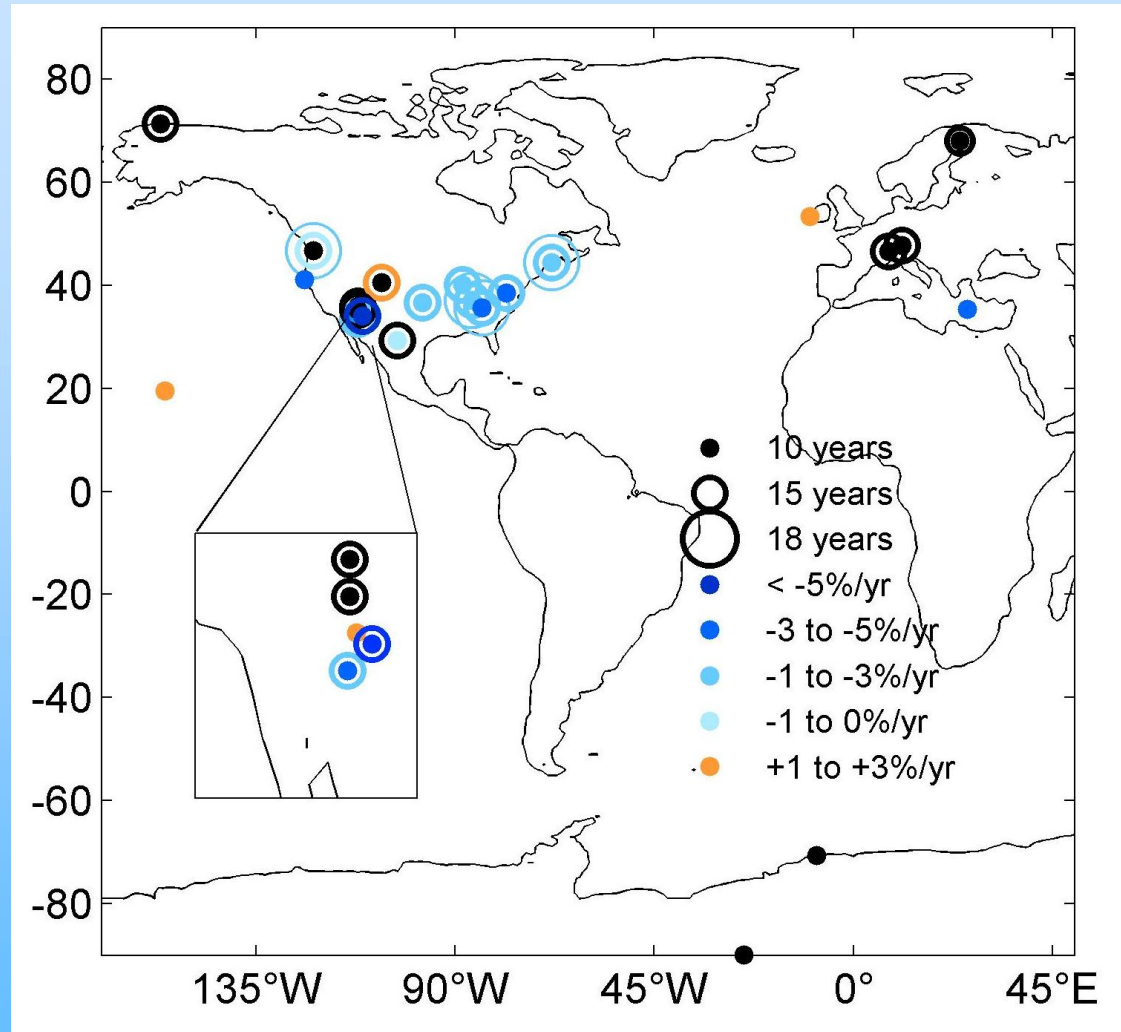 80
60
40
20
0
-20
-40
-60
-80
10 years
15 years
18 years
< -5%/yr
-3 to -5%/yr
-1 to -3%/yr
-1 to 0%/yr
+1 to +3%/yr
135°W 90°W 45°W 0° 45°E